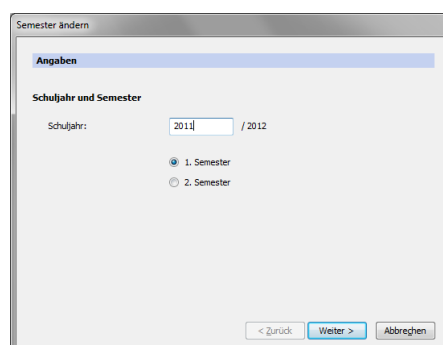 Semester ändern
Angaben
Schuljahr und Semester
Schuljahr: 2011 / 2012
1. Semester
2. Semester
< Zurück Weiter > Abbrechen